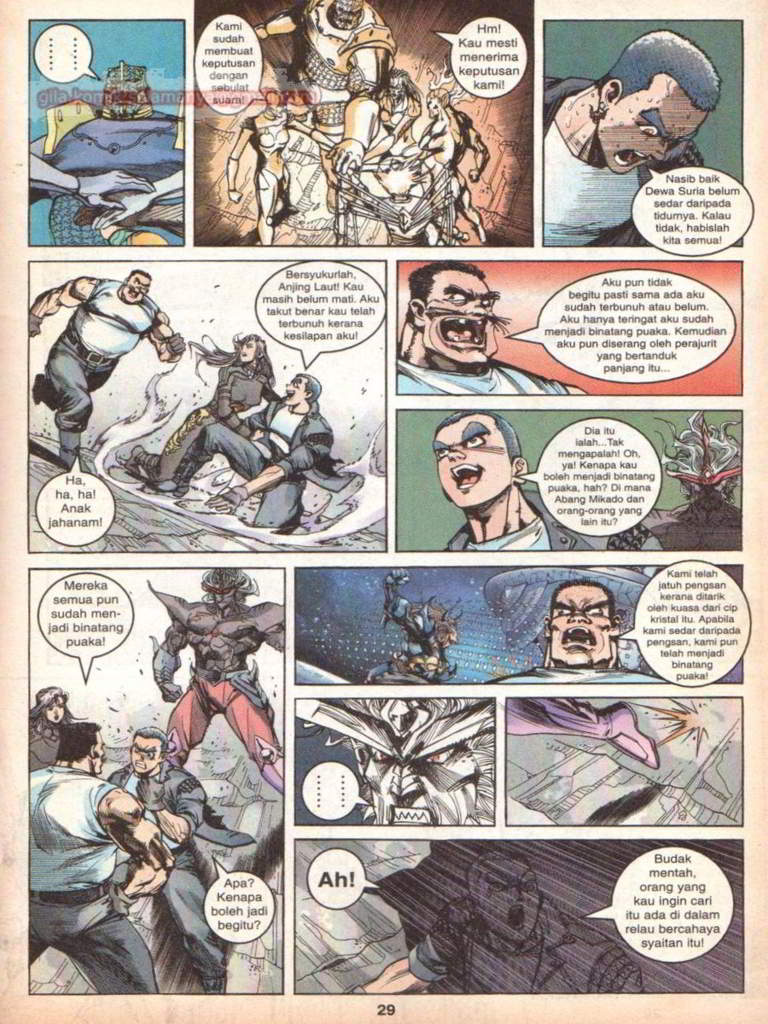 Kami
sudah
membuat
keputusan
dengan
sebulat
suara!
Hm!
Kau mesti
menerima
keputusan
kami!
Nasib baik
Dewa Suria belum
sedar daripada
tidurnya. Kalau
tidak, habislah
kita semua!
Bersyukurlah,
Anjing Laut! Kau
masih belum mati. Aku
takut benar kau telah
terbunuh kerana
kesilapan aku!
Ha,
ha, ha!
Anak
jahanam!
Aku pun tidak
begitu pasti sama ada aku
sudah terbunuh atau belum.
Aku hanya teringat aku sudah
menjadi binatang puaka. Kemudian
aku pun diserang oleh perajurit
yang bertanduk
panjang itu...
Dia itu
ialah...Tak
mengapalah! Oh,
ya! Kenapa kau
boleh menjadi binatang
puaka, hah? Di mana
Abang Mikado dan
orang-orang yang
lain itu?
Mereka
semua pun
sudah men-
jadi binatang
puaka!
Apa?
Kenapa
boleh jadi
begitu?
Kami telah
jatuh pengsan
kerana ditarik
oleh kuasa dari cip
kristal itu. Apabila
kami sedar daripada
pengsan, kami pun
telah menjadi
binatang
puaka!
Ah!
Budak
mentah,
orang yang
kau ingin cari
itu ada di dalam
relau bercahaya
syaitan itu!
29